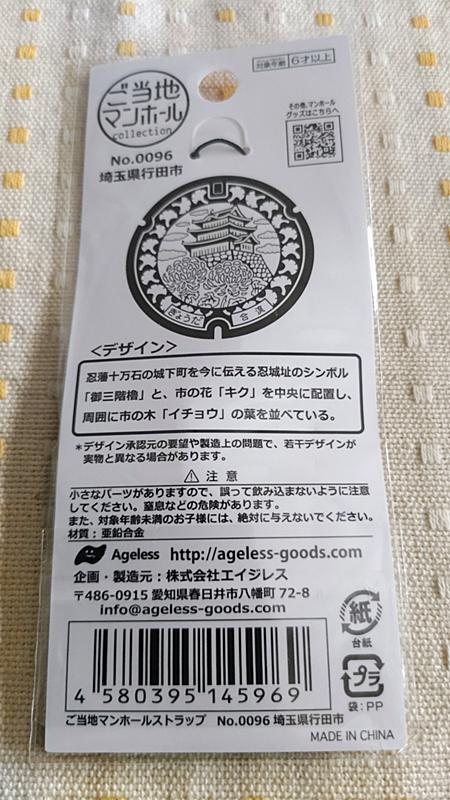 ご当地
マンホール
collection
No.0096
埼玉県行田市
対象年齢 6才以上
その他、マンホール
グッズはこちらへ
ぎょうだ 合流
<デザイン>
忍藩十万石の城下町を今に伝える忍城址のシンボル
「御三階櫓」と、市の花「キク」を中央に配置し、
周囲に市の木「イチョウ」の葉を並べている。
*デザイン承認元の要望や製造上の問題で、若干デザインが
実物と異なる場合があります。
⚠ 注 意
小さなパーツがありますので、誤って飲み込まないように注意
してください。窒息などの危険があります。
また、対象年齢未満のお子様には、絶対に与えないでください。
材質:亜鉛合金
Ageless http://ageless-goods.com
企画・製造元:株式会社エイジレス
〒486-0915 愛知県春日井市八幡町 72-8
info@ageless-goods.com
紙
台紙
プラ
袋:PP
4 580395 145969
ご当地マンホールストラップ No.0096 埼玉県行田市
MADE IN CHINA